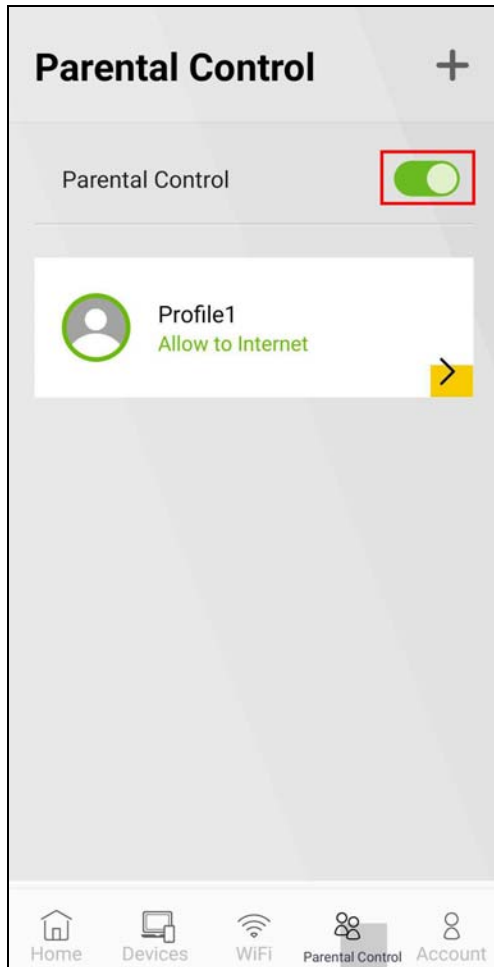 Parental Control
Parental Control
Profile1
Allow to Internet
Home Devices WiFi Parental Control Account